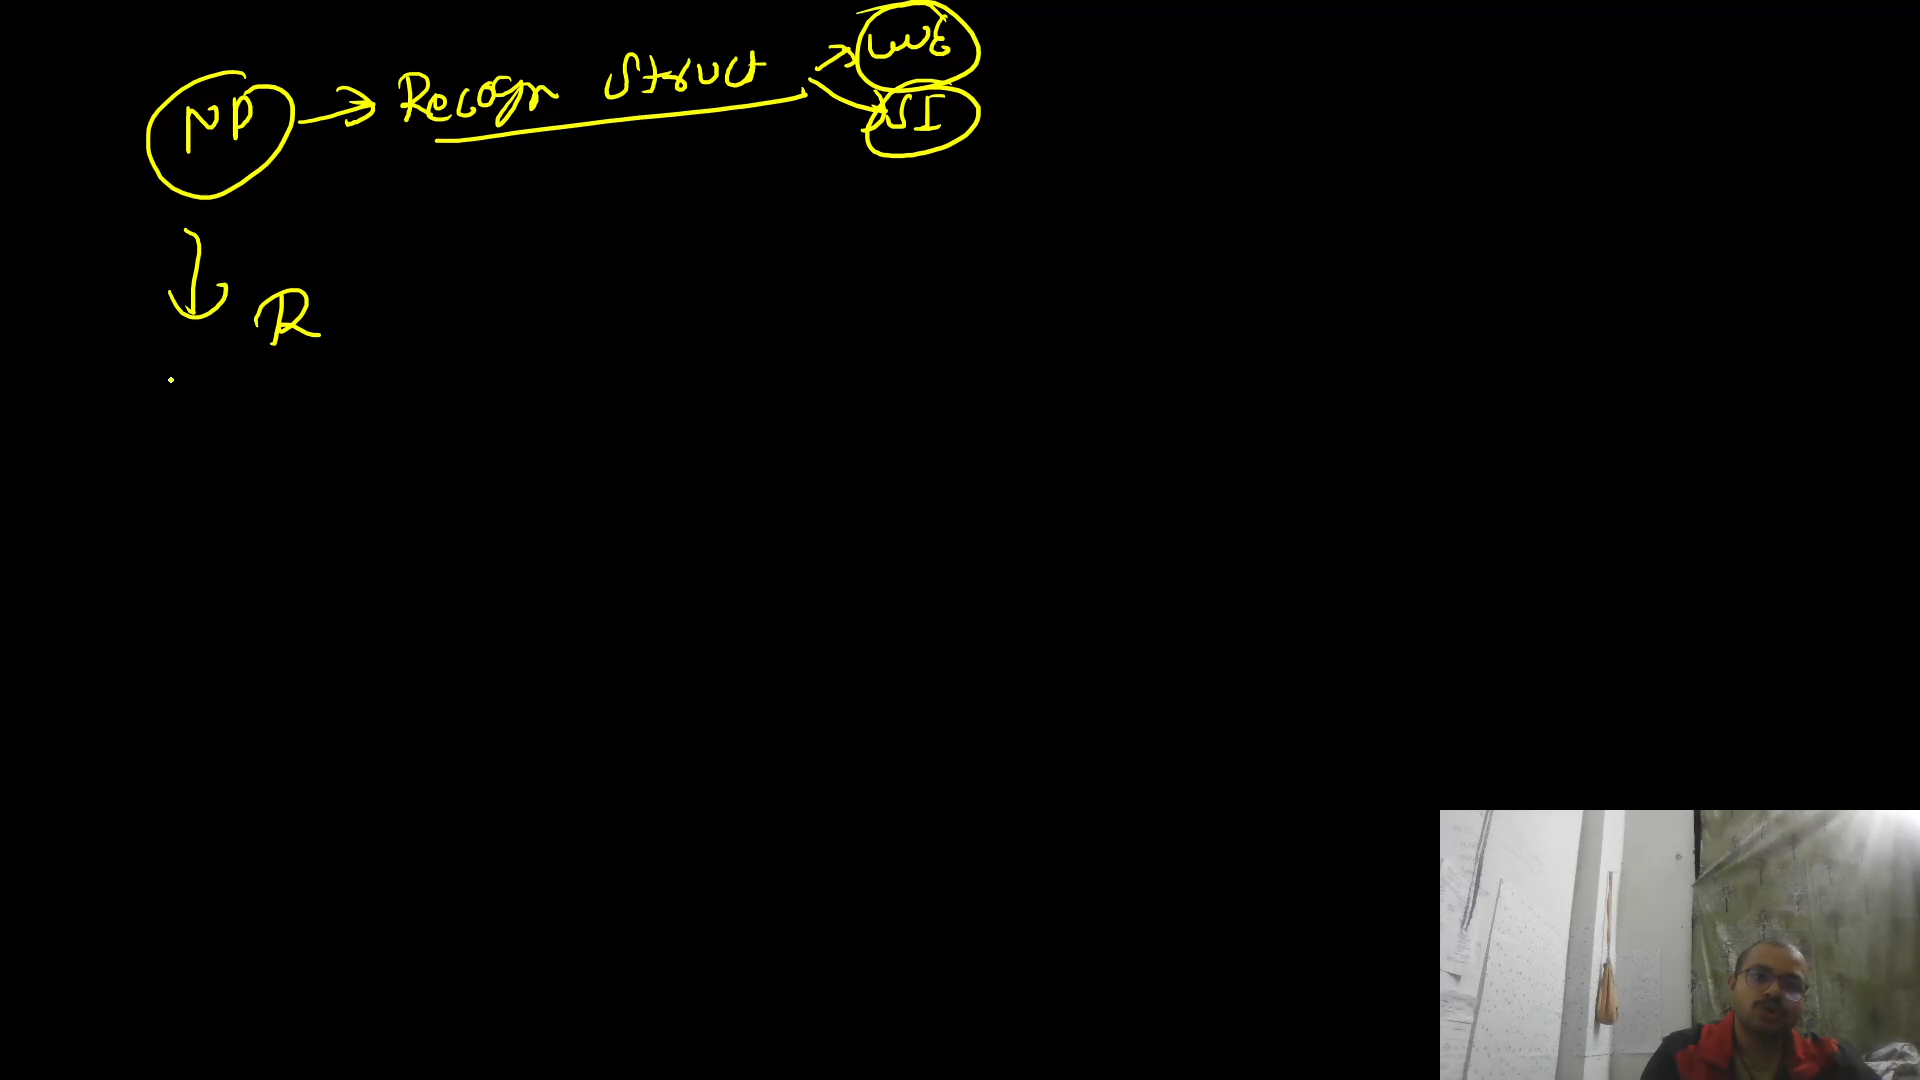 NP → Recogn Struct → LWE
→ SI
↓ R